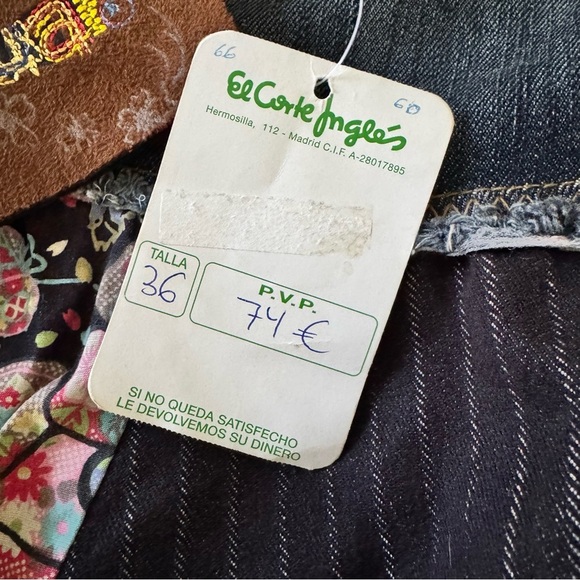 66
60
El Corte Inglés
Hermosilla, 112 - Madrid C.I.F. A-28017895
TALLA
36
P.V.P.
74 €
SI NO QUEDA SATISFECHO
LE DEVOLVEMOS SU DINERO